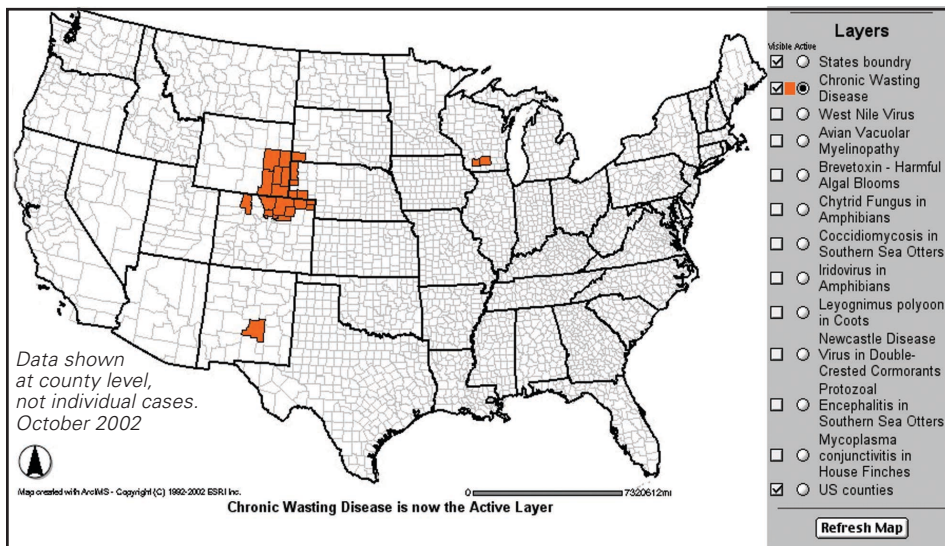 Layers
Visible Active
States boundry
Chronic Wasting
Disease
West Nile Virus
Avian Vacuolar
Myelinopathy
Brevetoxin - Harmful
Algal Blooms
Chytrid Fungus in
Amphibians
Coccidiomycosis in
Southern Sea Otters
Iridovirus in
Amphibians
Leyognimus polyoon
in Coots
Newcastle Disease
Virus in Double-
Crested Cormorants
Protozoal
Encephalitis in
Southern Sea Otters
Mycoplasma
conjunctivitis in
House Finches
US counties
Refresh Map
Data shown
at county level,
not individual cases.
October 2002
Map created with ArcIMS - Copyright (C) 1992-2002 ESRI Inc.
0 7320612mi
Chronic Wasting Disease is now the Active Layer